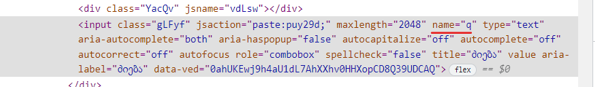 <div class="YacQv" jsname="vdLsw"></div>
<input class="gLFyf" jsaction="paste:puy29d;" maxlength="2048" name="q" type="text"
aria-autocomplete="both" aria-haspopup="false" autocapitalize="off" autocomplete="off"
autocorrect="off" autofocus role="combobox" spellcheck="false" title="ძიება" value aria-
label="ძიება" data-ved="0ahUKEwj9h4aU1dL7AhXXhv0HHXopCD8Q39UDCAQ"> flex == $0
</div>